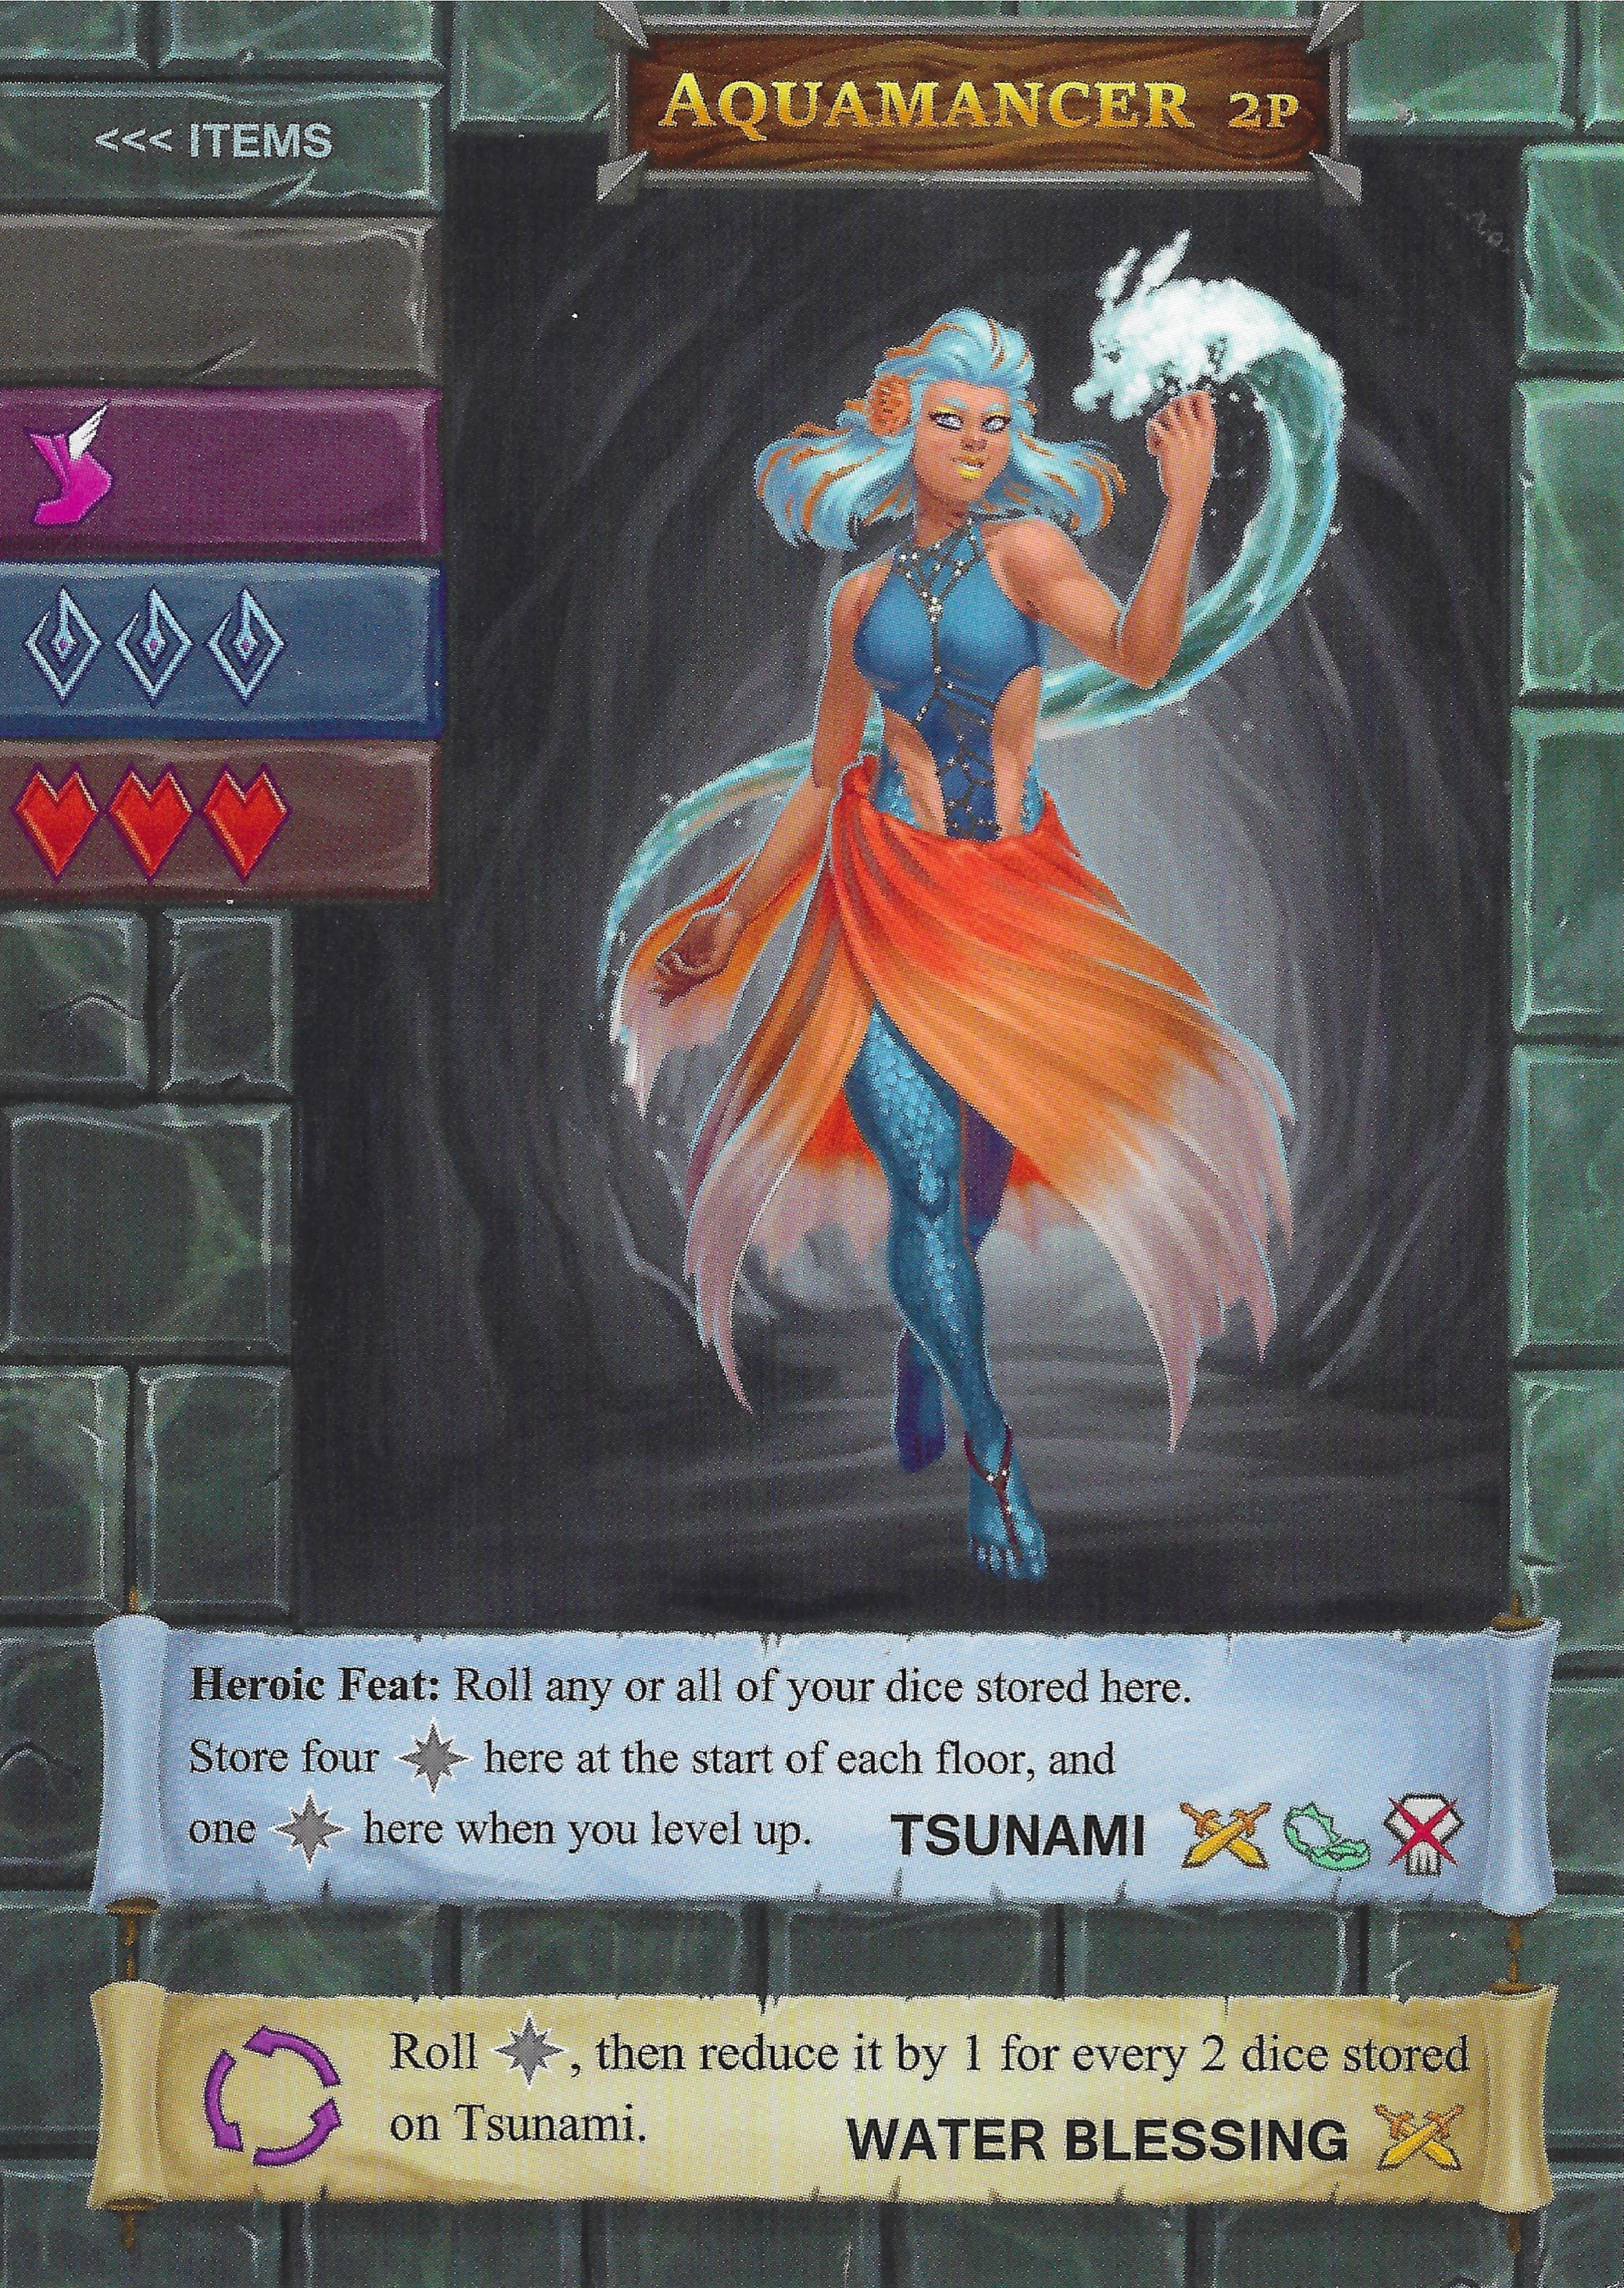 AQUAMANCER 2P
<<< ITEMS
Heroic Feat: Roll any or all of your dice stored here.
Store four here at the start of each floor, and
one here when you level up. TSUNAMI
Roll , then reduce it by 1 for every 2 dice stored
on Tsunami. WATER BLESSING